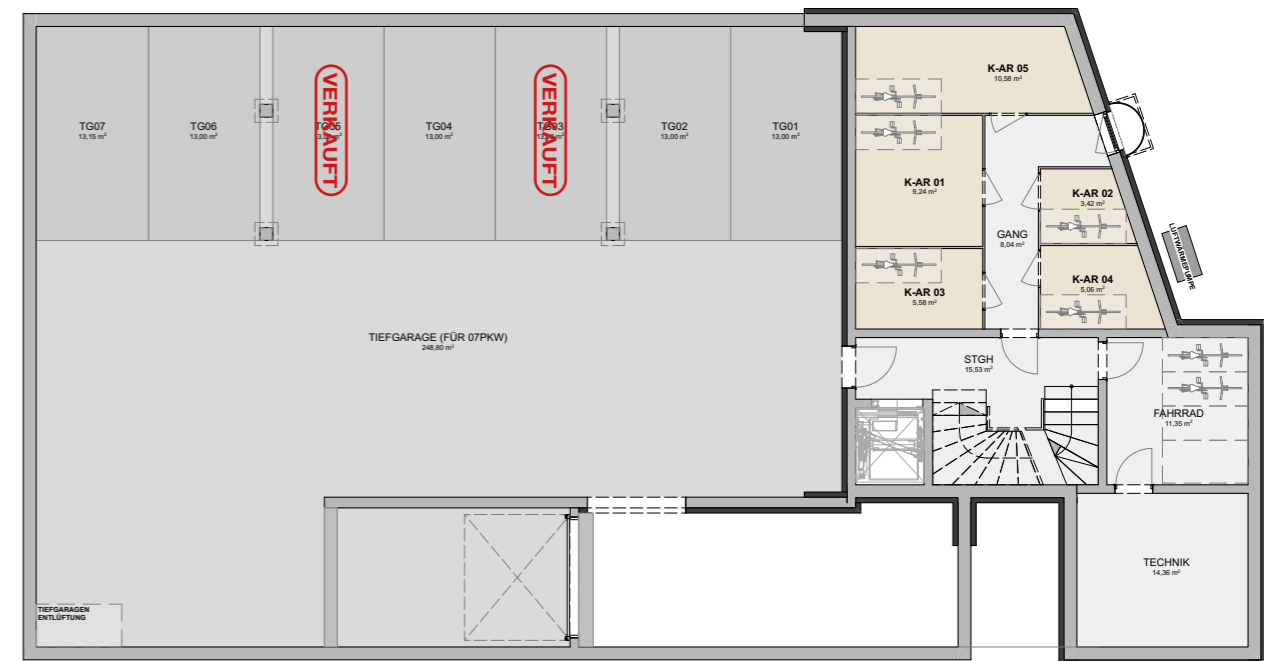 TG07
13,15 m²
TG06
13,00 m²
VERKAUFT
TG05
TG04
13,00 m²
VERKAUFT
TG03
TG02
13,00 m²
TG01
13,00 m²
K-AR 05
10,58 m²
K-AR 01
9,24 m²
K-AR 02
3,42 m²
GANG
8,04 m²
K-AR 03
5,58 m²
K-AR 04
5,06 m²
LUFTWÄRMEPUMPE
TIEFGARAGE (FÜR 07PKW)
248,80 m²
STGH
15,53 m²
FAHRRAD
11,35 m²
TECHNIK
14,36 m²
TIEFGARAGEN
ENTLÜFTUNG